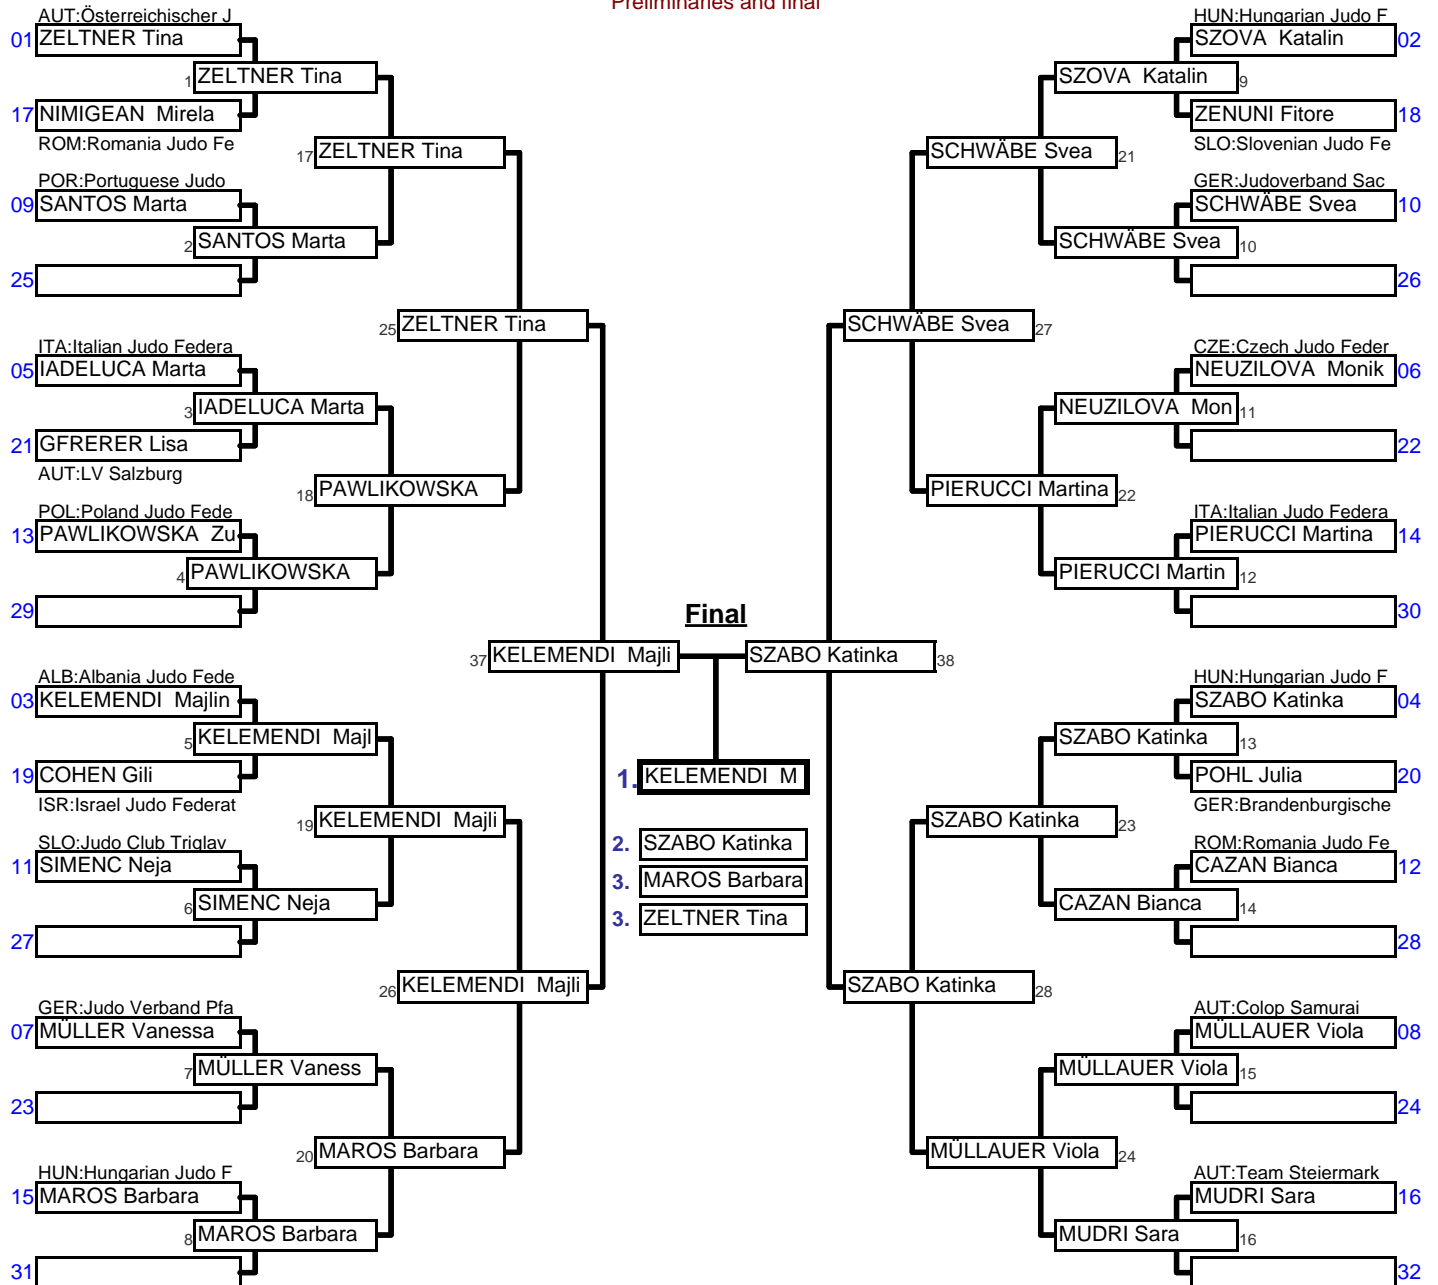 Preliminaries and final
AUT:Österreichischer J
01 ZELTNER Tina
1 ZELTNER Tina
17 NIMIGEAN Mirela
ROM:Romania Judo Fe
17 ZELTNER Tina
POR:Portuguese Judo
09 SANTOS Marta
2 SANTOS Marta
25
25 ZELTNER Tina
ITA:Italian Judo Federa
05 IADELUCA Marta
3 IADELUCA Marta
21 GFRERER Lisa
AUT:LV Salzburg
18 PAWLIKOWSKA
POL:Poland Judo Fede
13 PAWLIKOWSKA Zu
4 PAWLIKOWSKA
29
37 KELEMENDI Majli
ALB:Albania Judo Fede
03 KELEMENDI Majlin
5 KELEMENDI Majl
19 COHEN Gili
ISR:Israel Judo Federat
19 KELEMENDI Majli
SLO:Judo Club Triglav
11 SIMENC Neja
6 SIMENC Neja
27
26 KELEMENDI Majli
GER:Judo Verband Pfa
07 MÜLLER Vanessa
7 MÜLLER Vaness
23
20 MAROS Barbara
HUN:Hungarian Judo F
15 MAROS Barbara
8 MAROS Barbara
31
Final
1. KELEMENDI M
2. SZABO Katinka
3. MAROS Barbara
3. ZELTNER Tina
HUN:Hungarian Judo F
SZOVA Katalin 02
SZOVA Katalin 9
ZENUNI Fitore 18
SLO:Slovenian Judo Fe
SCHWÄBE Svea 21
GER:Judoverband Sac
SCHWÄBE Svea 10
SCHWÄBE Svea 10
26
SCHWÄBE Svea 27
CZE:Czech Judo Feder
NEUZILOVA Monik 06
NEUZILOVA Mon 11
22
PIERUCCI Martina 22
ITA:Italian Judo Federa
PIERUCCI Martina 14
PIERUCCI Martin 12
30
SZABO Katinka 38
HUN:Hungarian Judo F
SZABO Katinka 04
SZABO Katinka 13
POHL Julia 20
GER:Brandenburgische
SZABO Katinka 23
ROM:Romania Judo Fe
CAZAN Bianca 12
CAZAN Bianca 14
28
SZABO Katinka 28
AUT:Colop Samurai
MÜLLAUER Viola 08
MÜLLAUER Viola 15
24
MÜLLAUER Viola 24
AUT:Team Steiermark
MUDRI Sara 16
MUDRI Sara 16
32